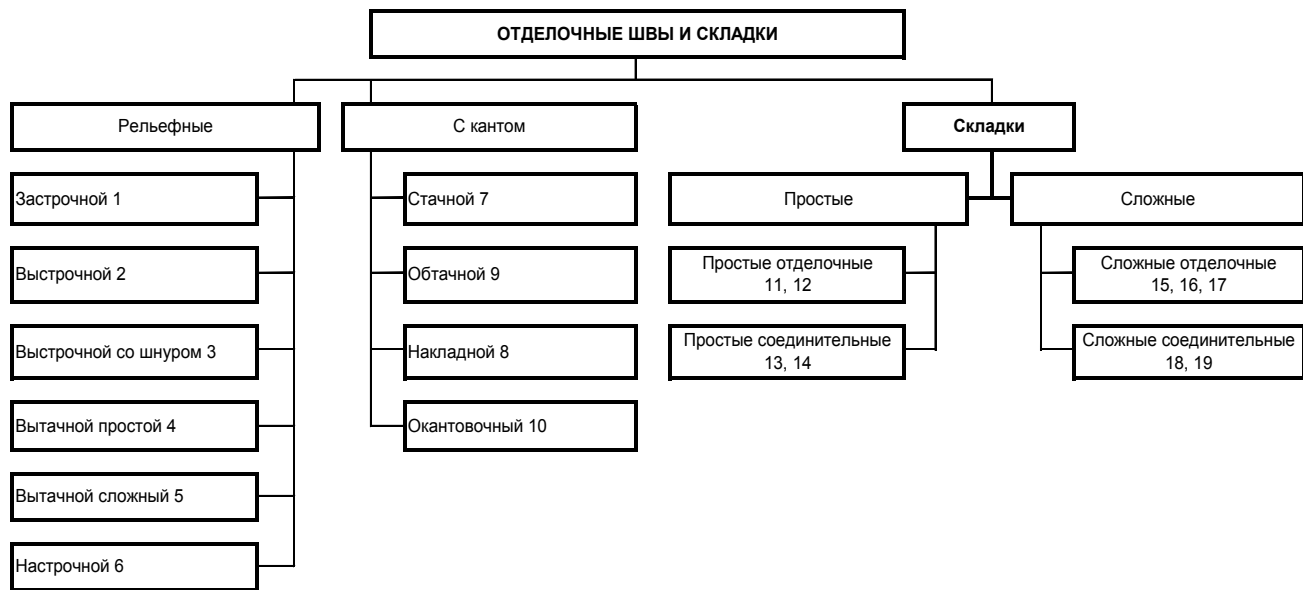 ОТДЕЛОЧНЫЕ ШВЫ И СКЛАДКИ
Рельефные
С кантом
Складки
Застрочной 1
Выстрочной 2
Выстрочной со шнуром 3
Вытачной простой 4
Вытачной сложный 5
Настрочной 6
Стачной 7
Обтачной 9
Накладной 8
Окантовочный 10
Простые
Сложные
Простые отделочные
11, 12
Простые соединительные
13, 14
Сложные отделочные
15, 16, 17
Сложные соединительные
18, 19